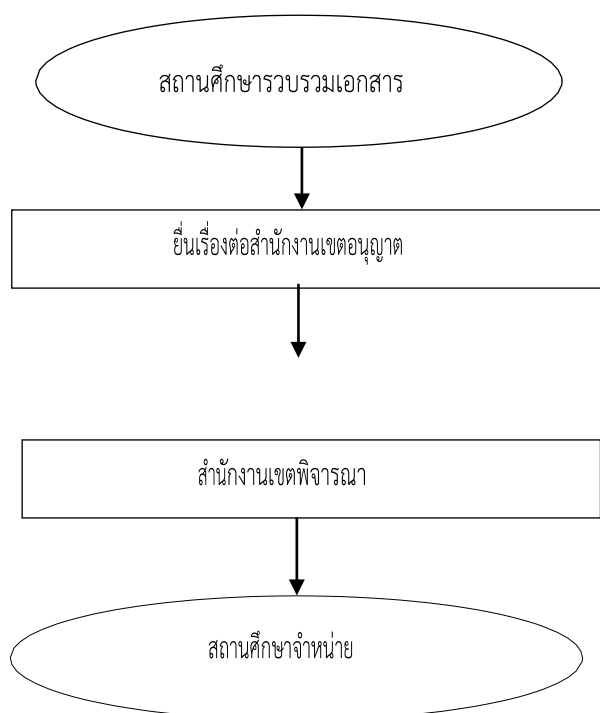 สถานศึกษารวบรวมเอกสาร
ยื่นเรื่องต่อสำนักงานเขตอนุญาต
สำนักงานเขตพิจารณา
สถานศึกษาจำหน่าย